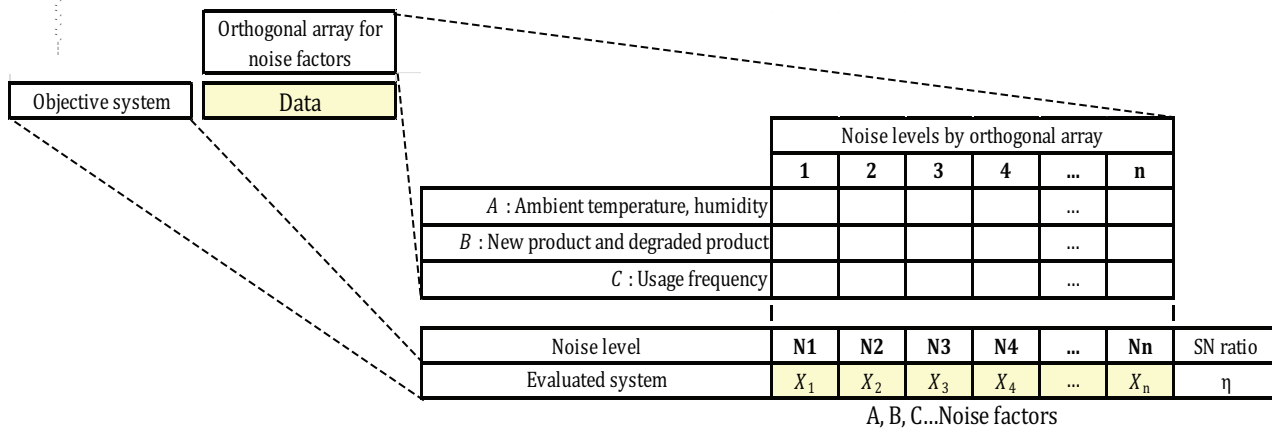 Orthogonal array for
noise factors
Objective system
Data
Noise levels by orthogonal array
1 2 3 4 ... n
A : Ambient temperature, humidity ...
B : New product and degraded product ...
C : Usage frequency ...
Noise level N1 N2 N3 N4 ... Nn SN ratio
Evaluated system X₁ X₂ X₃ X₄ ... Xₙ η
A, B, C...Noise factors